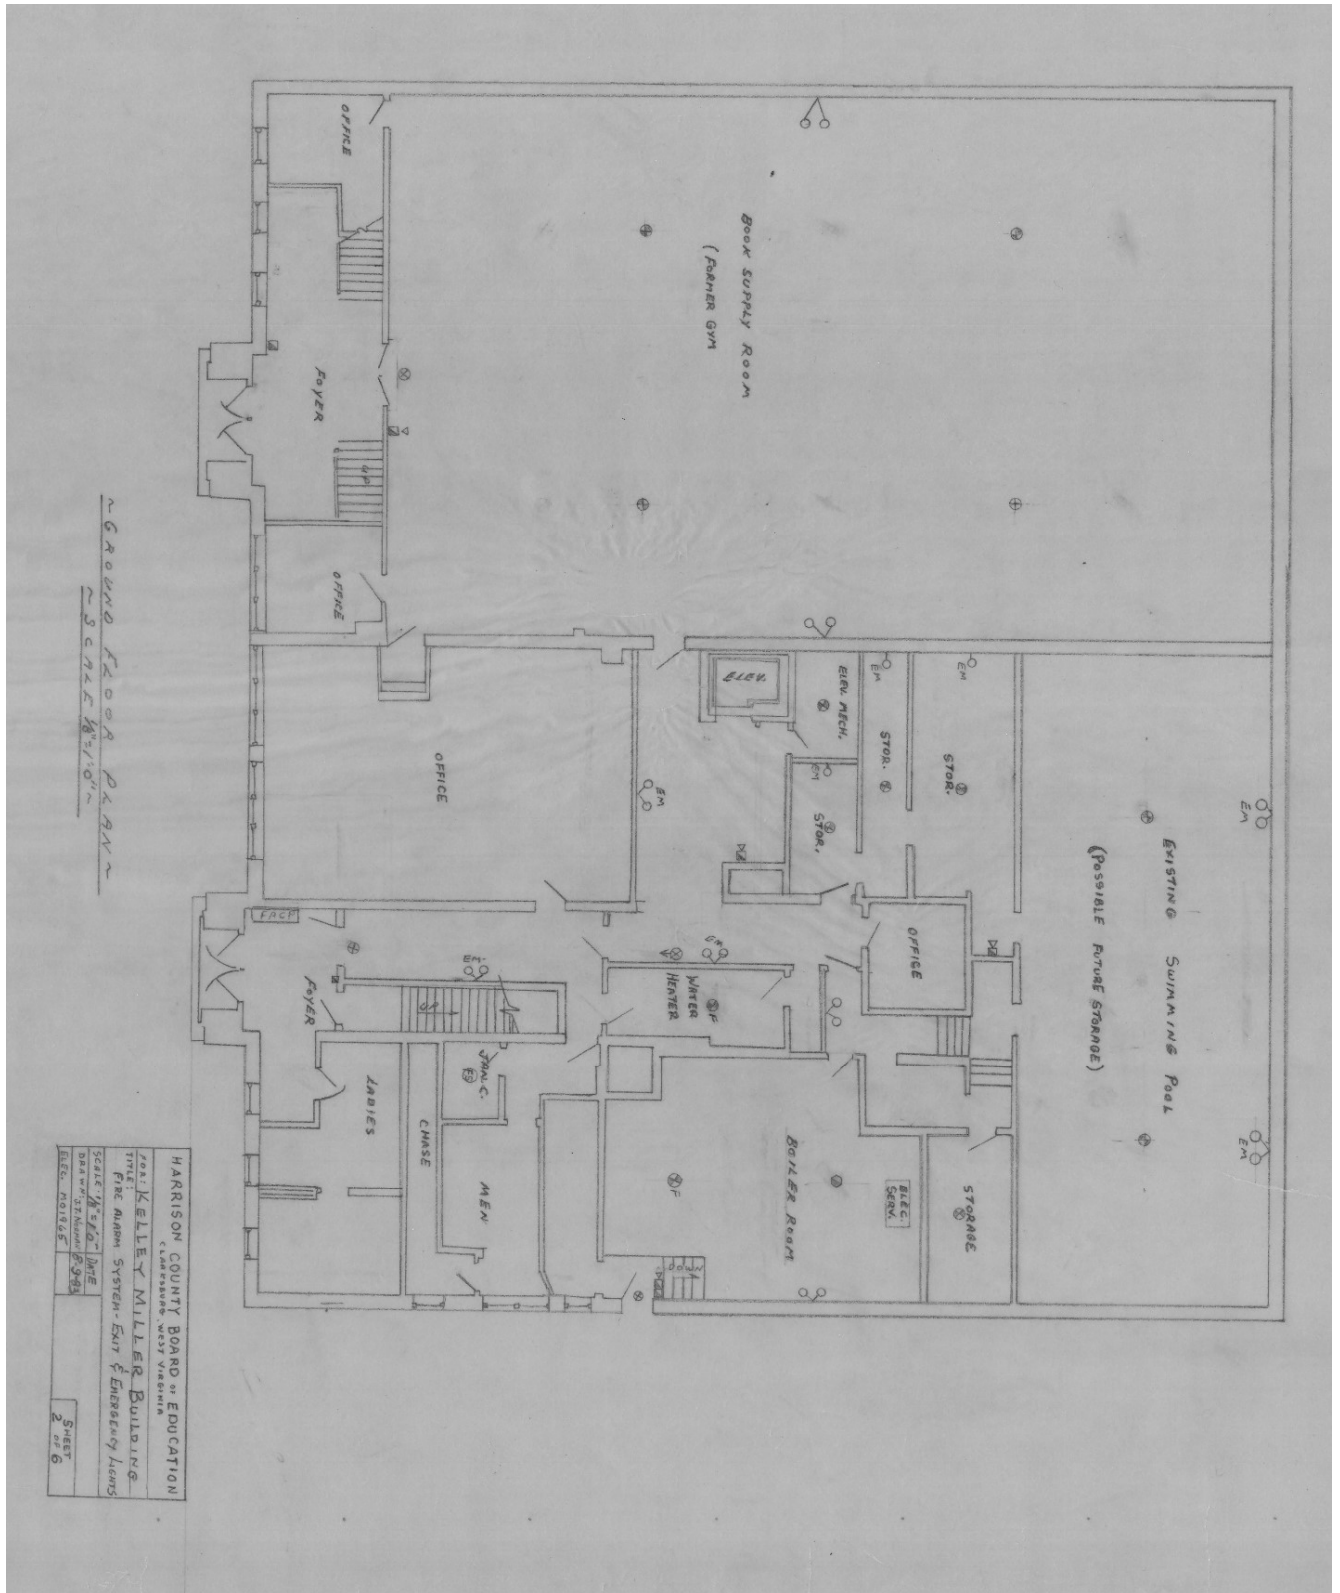 OFFICE
BOOK SUPPLY ROOM
(FORMER GYM
FOYER
UP
OFFICE
~ GROUND FLOOR PLAN ~
~ SCALE 1/8"=1'-0" ~
OFFICE
ELEV.
ELEV. MECH.
EM
STOR.
EM
STOR.
EM
STOR.
EM
EXISTING SWIMMING POOL
(POSSIBLE FUTURE STORAGE)
EM
EM
FACP
FOYER
WATER
HEATER
F
OFFICE
JAN. C.
LADIES
CHASE
MEN
BOILER ROOM
F
ELEC.
SERV.
STORAGE
HARRISON COUNTY BOARD OF EDUCATION
CLARKSBURG, WEST VIRGINIA
FOR: KELLEY MILLER BUILDING
TITLE:
FIRE ALARM SYSTEM - EXIT & EMERGENCY LIGHTS
SCALE: 1/8"=1'-0"
DATE
DRAWN:
ELEC. M01965
SHEET
2 OF 6